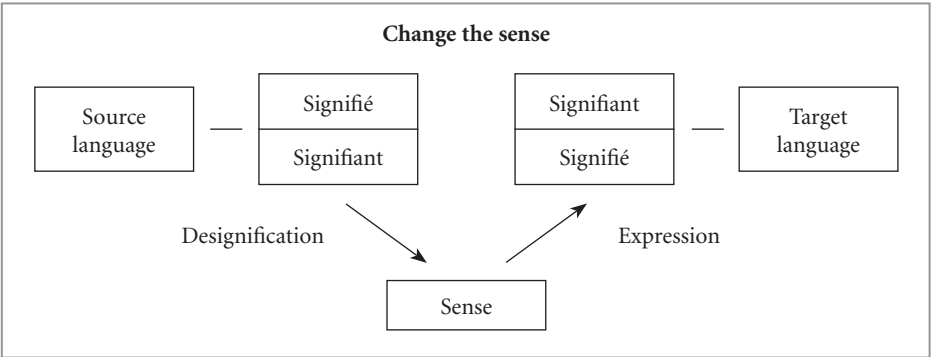 Change the sense
Source
language
Signifié
Signifiant
Signifiant
Signifié
Target
language
Designification
Expression
Sense